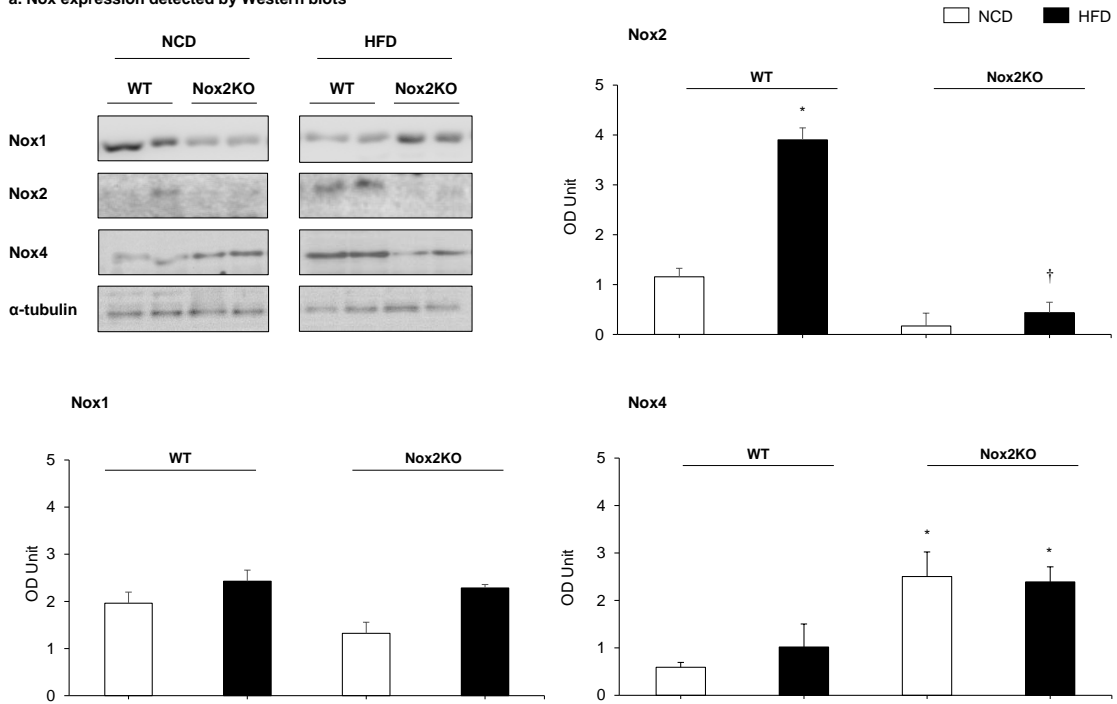 a. Nox expression detected by Western blots
NCD HFD
NCD HFD
WT Nox2KO WT Nox2KO
Nox1
Nox2
Nox4
α-tubulin
Nox2
WT Nox2KO
5
4
3
2
1
0
OD Unit
*
†
Nox1
WT Nox2KO
5
4
3
2
1
0
OD Unit
Nox4
WT Nox2KO
5
4
3
2
1
0
OD Unit
* *